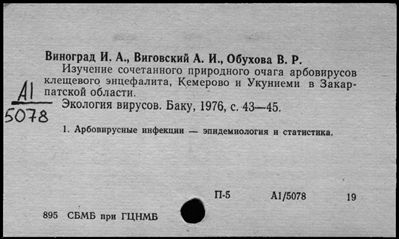 Виноград И. А., Виговский А. И., Обухова В. Р.
Изучение сочетанного природного очага арбовирусов
клещевого энцефалита, Кемерово и Укуниеми в Закар-
патской области.
Экология вирусов. Баку, 1976, с. 43—45.
А1
5078
1. Арбовирусные инфекции — эпидемиология и статистика.
П-5 А1/5078 19
895 СБМБ при ГЦНМБ